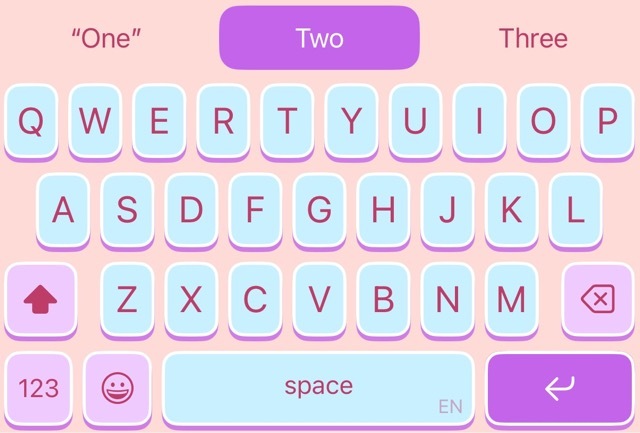 “One” Two Three
Q W E R T Y U I O P
A S D F G H J K L
Z X C V B N M
123 space EN